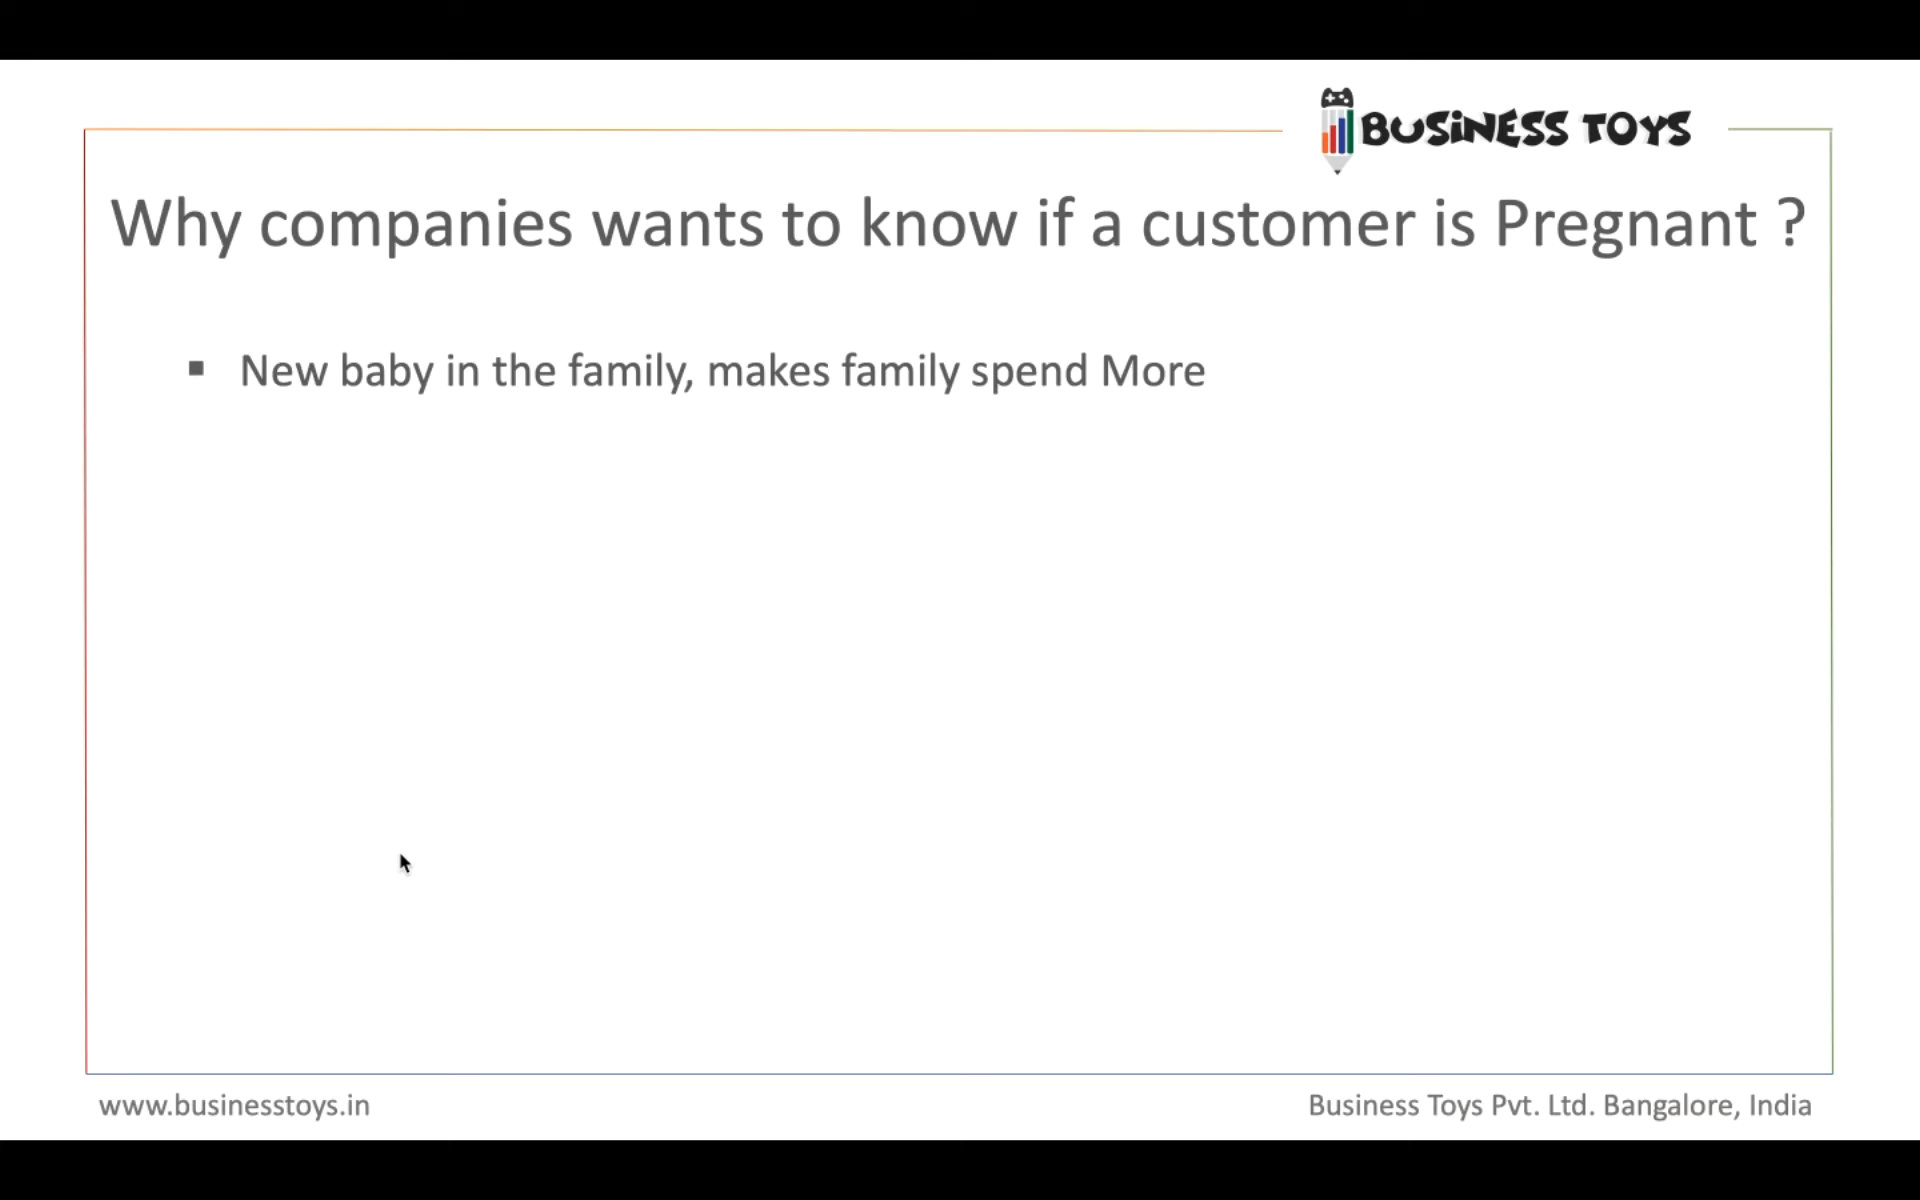 BUSINESS TOYS
Why companies wants to know if a customer is Pregnant ?
▪ New baby in the family, makes family spend More
www.businesstoys.in
Business Toys Pvt. Ltd. Bangalore, India